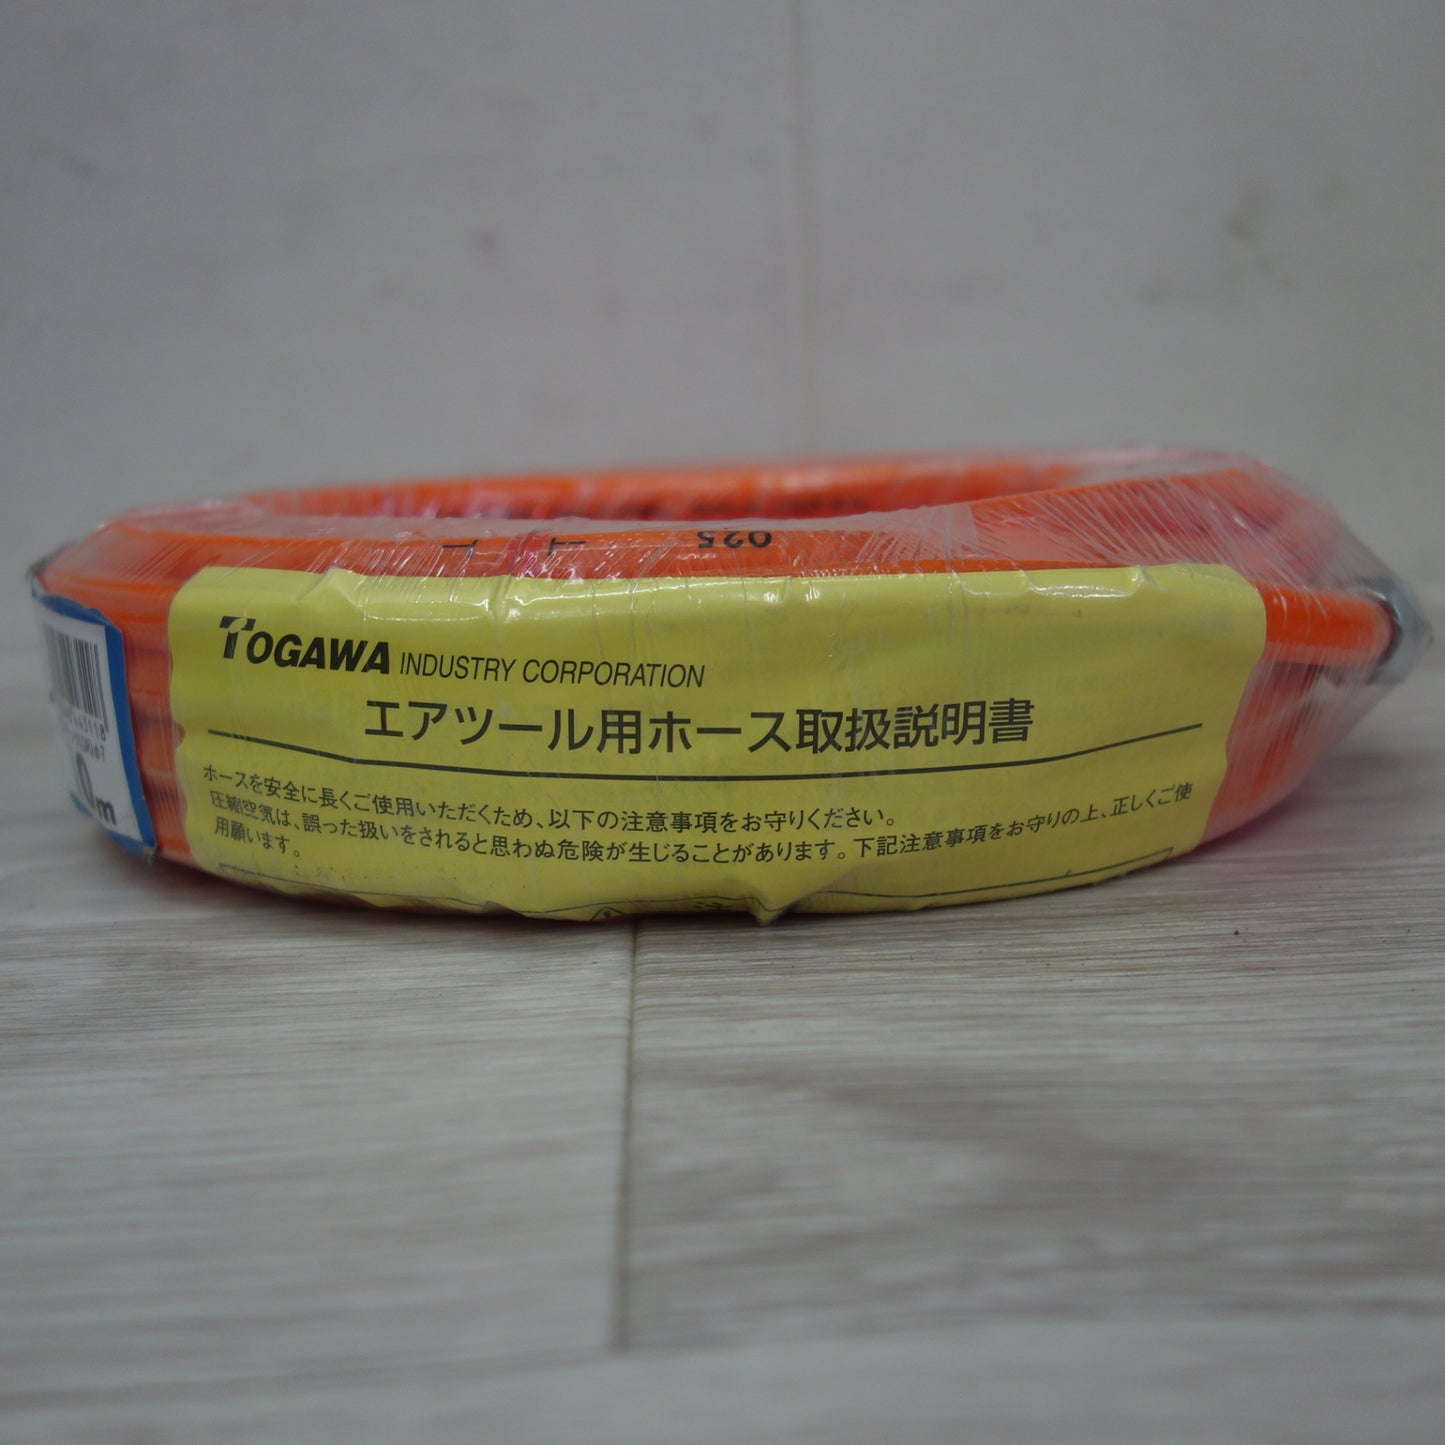 TOGAWA INDUSTRY CORPORATION
エアツール用ホース取扱説明書
ホースを安全に長くご使用いただくため、以下の注意事項をお守りください。
圧縮空気は、誤った扱いをされると思わぬ危険が生じることがあります。下記注意事項をお守りの上、正しくご使
用願います。
025
0m